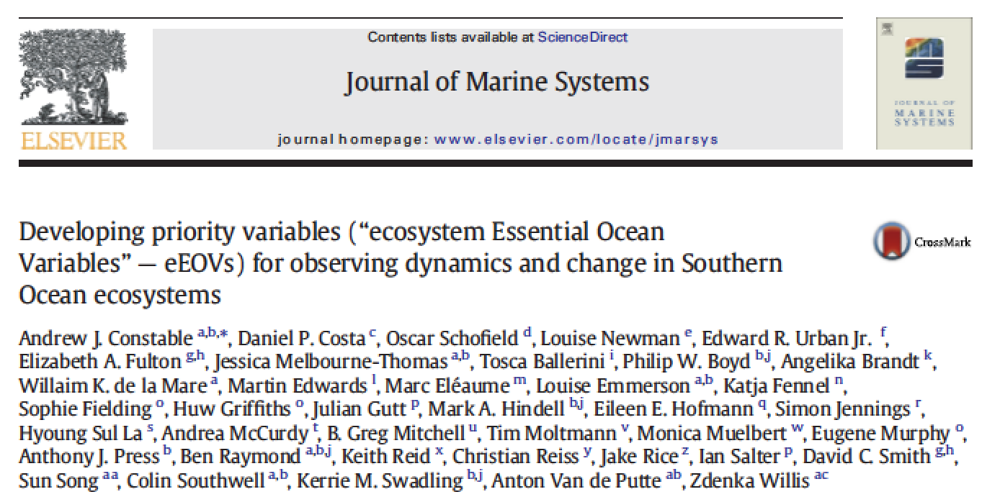 Contents lists available at ScienceDirect
Journal of Marine Systems
journal homepage: www.elsevier.com/locate/jmarsys
ELSEVIER
JOURNAL OF
MARINE
SYSTEMS
Developing priority variables (“ecosystem Essential Ocean
Variables” — eEOVs) for observing dynamics and change in Southern
Ocean ecosystems
CrossMark
Andrew J. Constable a,b,*, Daniel P. Costa c, Oscar Schofield d, Louise Newman e, Edward R. Urban Jr. f,
Elizabeth A. Fulton g,h, Jessica Melbourne-Thomas a,b, Tosca Ballerini i, Philip W. Boyd b,j, Angelika Brandt k,
Willaim K. de la Mare a, Martin Edwards l, Marc Eléaume m, Louise Emmerson a,b, Katja Fennel n,
Sophie Fielding o, Huw Griffiths o, Julian Gutt p, Mark A. Hindell b,j, Eileen E. Hofmann q, Simon Jennings r,
Hyoung Sul La s, Andrea McCurdy t, B. Greg Mitchell u, Tim Moltmann v, Monica Muelbert w, Eugene Murphy o,
Anthony J. Press b, Ben Raymond a,b,j, Keith Reid x, Christian Reiss y, Jake Rice z, Ian Salter p, David C. Smith g,h,
Sun Song aa, Colin Southwell a,b, Kerrie M. Swadling b,j, Anton Van de Putte ab, Zdenka Willis ac